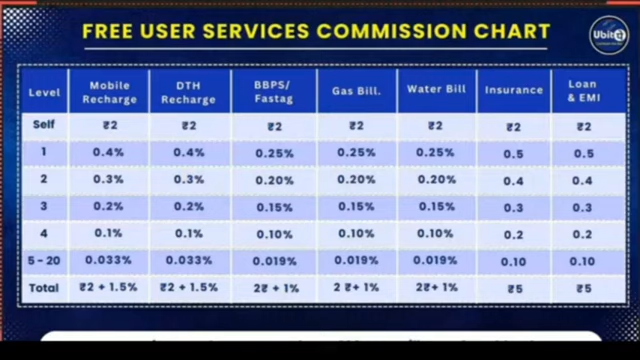 FREE USER SERVICES COMMISSION CHART
Ubit
Level Mobile Recharge DTH Recharge BBPS/ Fastag Gas Bill. Water Bill Insurance Loan & EMI
Self ₹2 ₹2 ₹2 ₹2 ₹2 ₹2 ₹2
1 0.4% 0.4% 0.25% 0.25% 0.25% 0.5 0.5
2 0.3% 0.3% 0.20% 0.20% 0.20% 0.4 0.4
3 0.2% 0.2% 0.15% 0.15% 0.15% 0.3 0.3
4 0.1% 0.1% 0.10% 0.10% 0.10% 0.2 0.2
5 - 20 0.033% 0.033% 0.019% 0.019% 0.019% 0.10 0.10
Total ₹2 + 1.5% ₹2 + 1.5% 2₹ + 1% 2 ₹+ 1% 2₹+ 1% ₹5 ₹5